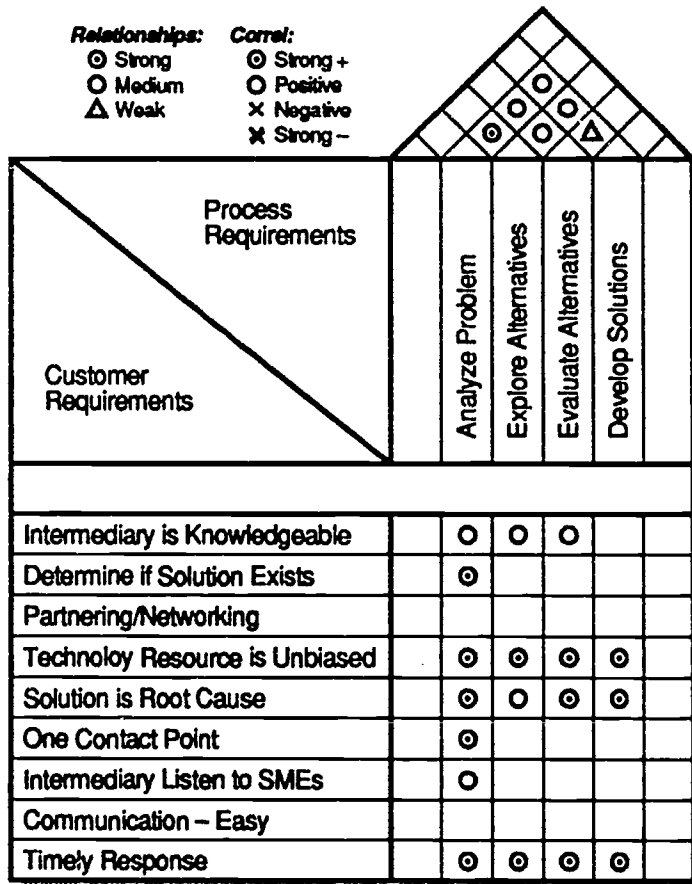 Relationships: Correl:
Strong Strong +
Medium Positive
Weak Negative
Strong –
Process
Requirements
Customer
Requirements
Analyze Problem
Explore Alternatives
Evaluate Alternatives
Develop Solutions
Intermediary is Knowledgeable
Determine if Solution Exists
Partnering/Networking
Technoloy Resource is Unbiased
Solution is Root Cause
One Contact Point
Intermediary Listen to SMEs
Communication – Easy
Timely Response